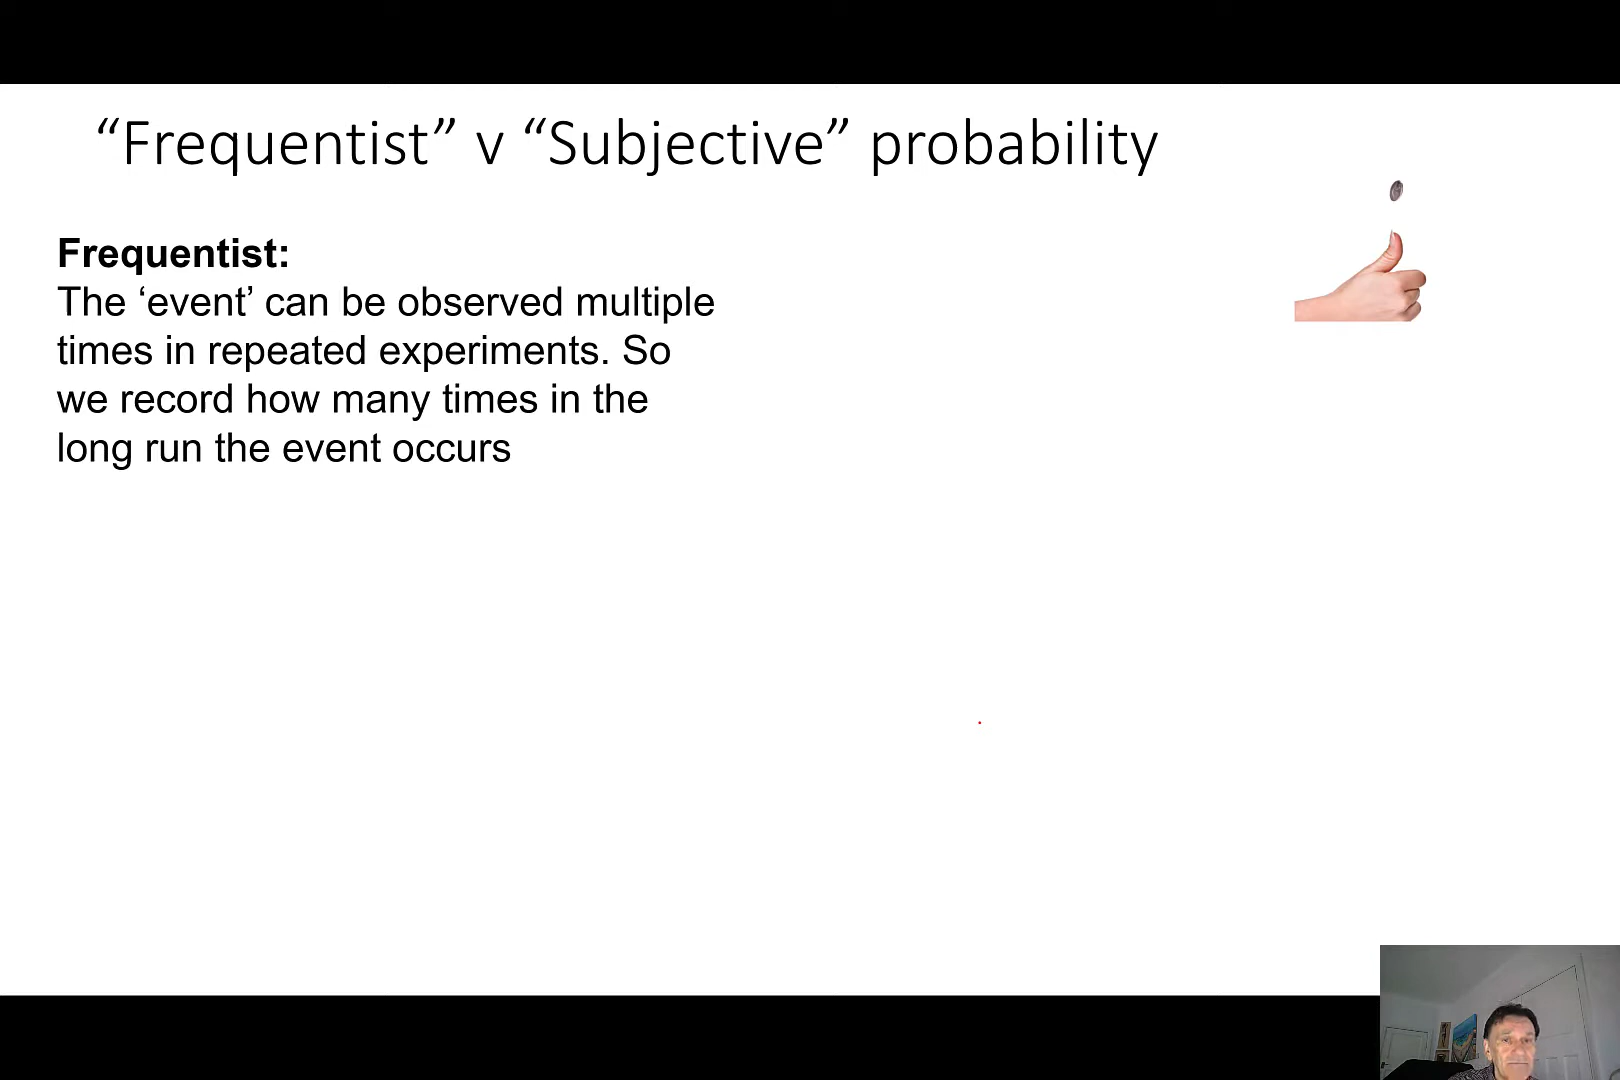 “Frequentist” v “Subjective” probability
Frequentist:
The ‘event’ can be observed multiple
times in repeated experiments. So
we record how many times in the
long run the event occurs